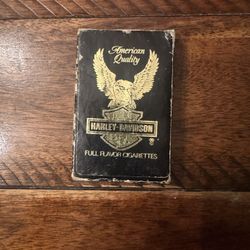 American
Quality
HARLEY-DAVIDSON
FULL FLAVOR CIGARETTES